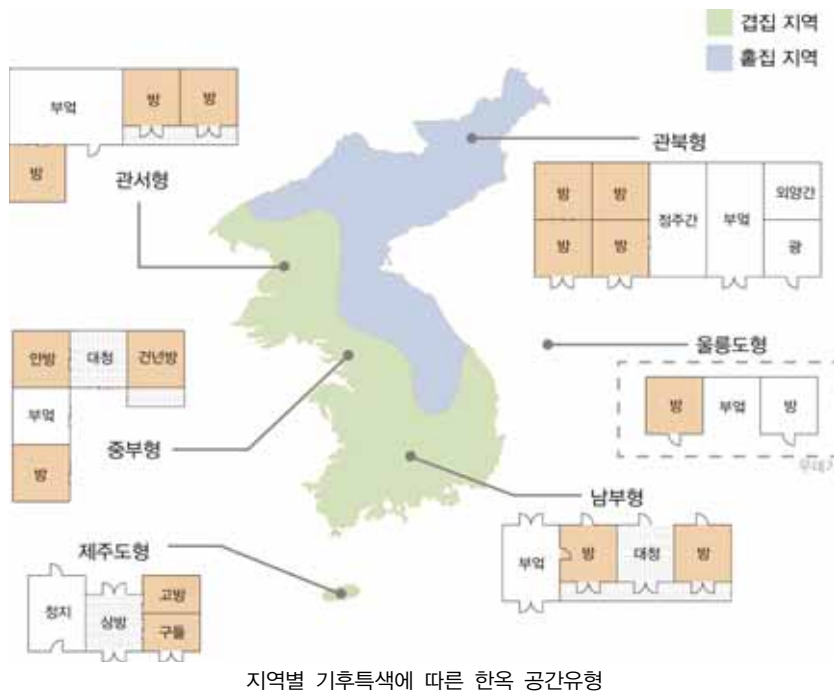 겹집 지역
홑집 지역
부엌 방 방
방
관서형
관북형
방 방 정주간 부엌 외양간
방 방 광
울릉도형
방 부엌 방
우데기
안방 대청 건넌방
부엌
방
중부형
남부형
부엌 방 대청 방
제주도형
정지 상방 고방
구들
지역별 기후특색에 따른 한옥 공간유형